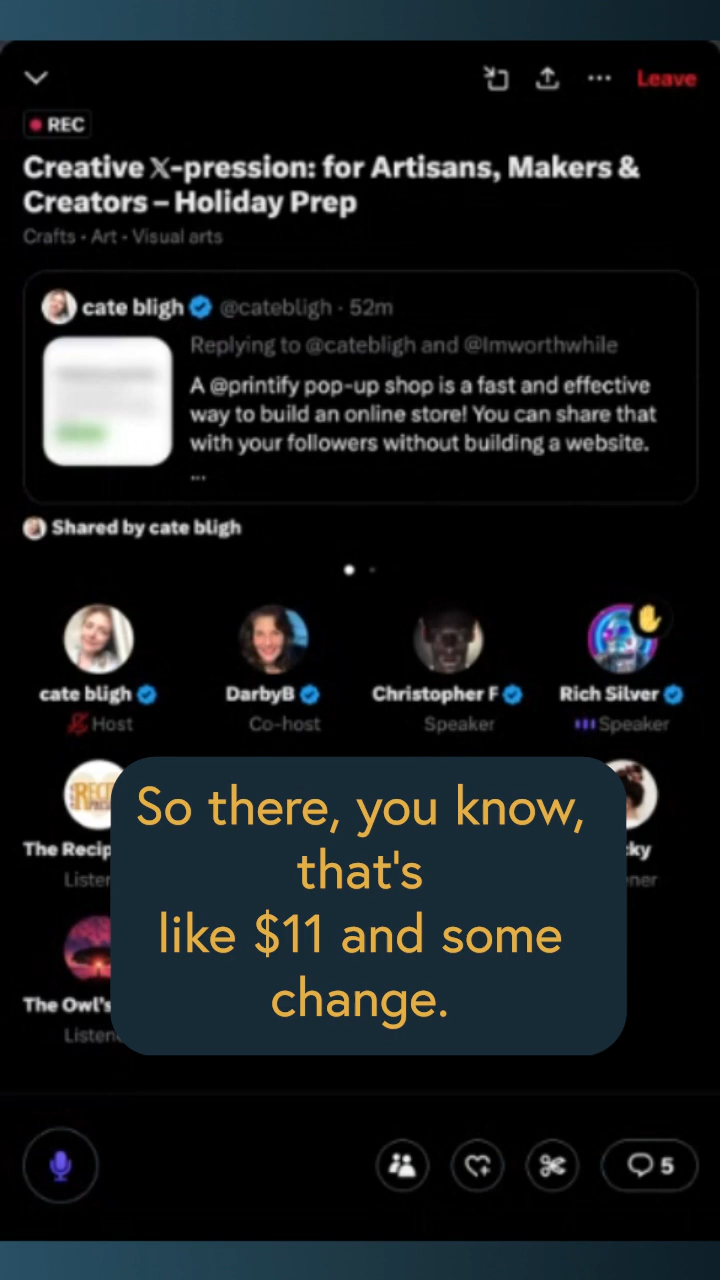 Leave
REC
Creative 𝕏-pression: for Artisans, Makers &
Creators – Holiday Prep
Crafts · Art · Visual arts
cate bligh @catebligh · 52m
Replying to @catebligh and @Imworthwhile
A @printify pop-up shop is a fast and effective
way to build an online store! You can share that
with your followers without building a website.
...
Shared by cate bligh
cate bligh DarbyB Christopher F Rich Silver
Host Co-host Speaker Speaker
So there, you know,
that's
like $11 and some
change.
The Recip ky
Listen ner
The Owl's
Listen
5